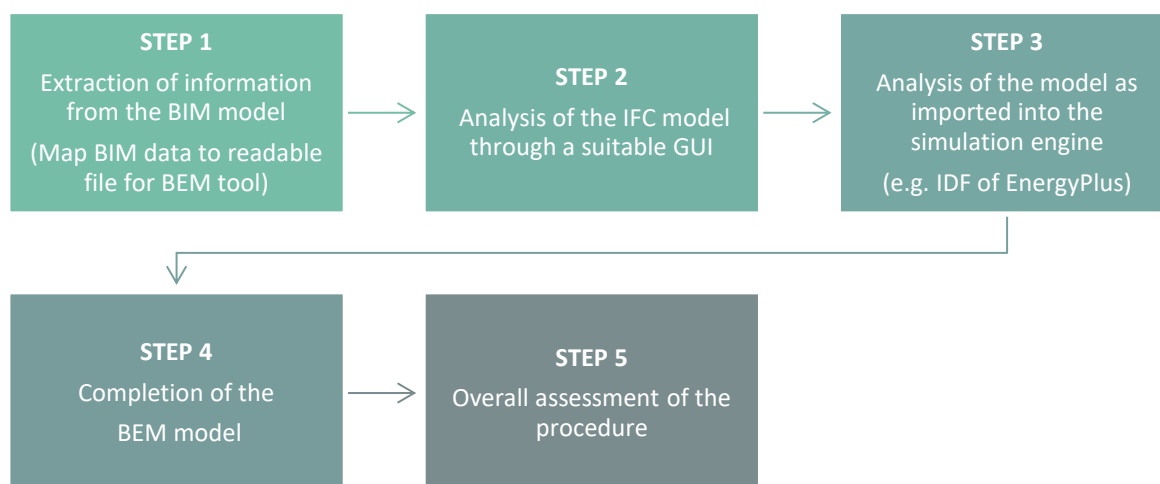 STEP 1
Extraction of information
from the BIM model
(Map BIM data to readable
file for BEM tool)
STEP 2
Analysis of the IFC model
through a suitable GUI
STEP 3
Analysis of the model as
imported into the
simulation engine
(e.g. IDF of EnergyPlus)
STEP 4
Completion of the
BEM model
STEP 5
Overall assessment of the
procedure